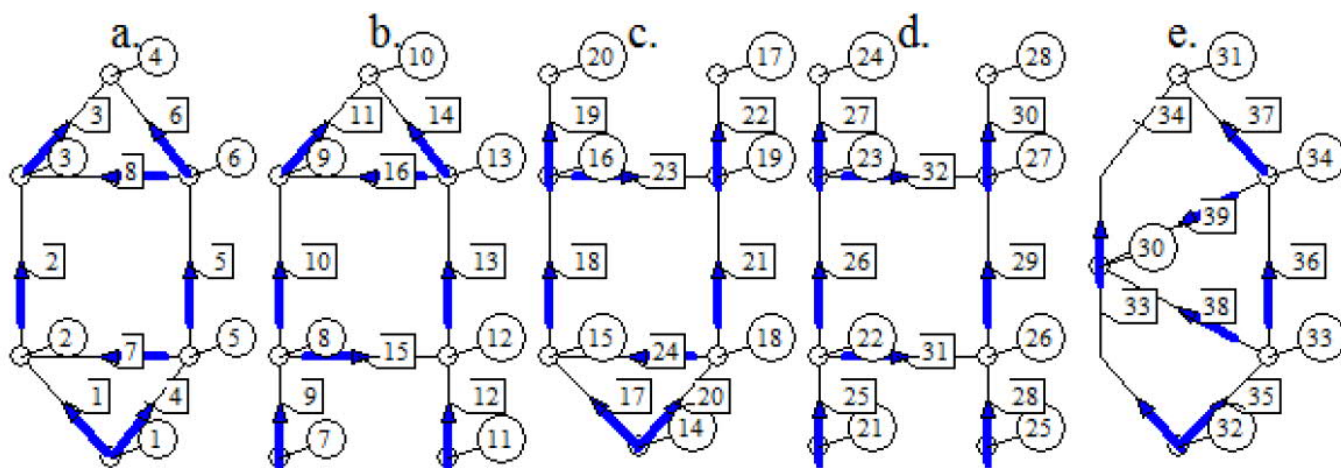 a. b. c. d. e.
4 10 20 17 24 28 31
3 6 11 14 19 22 27 30 34 37
3 6 9 13 16 19 23 27 34
8 16 23 32 39
2 5 10 13 18 21 26 29 30 36
33 38
2 5 8 12 15 18 22 26 33
7 15 24 31
1 4 9 12 17 20 25 28 35
1 7 11 14 21 25 32